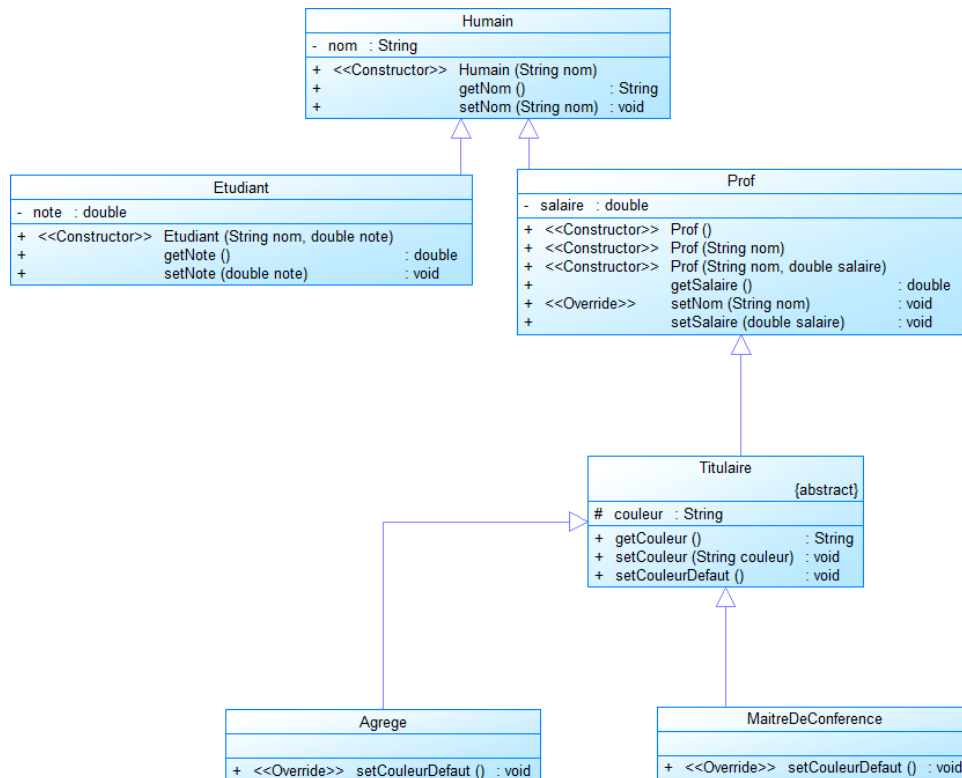 Humain
- nom : String
+ <<Constructor>> Humain (String nom)
+ getNom () : String
+ setNom (String nom) : void
Etudiant
- note : double
+ <<Constructor>> Etudiant (String nom, double note)
+ getNote () : double
+ setNote (double note) : void
Prof
- salaire : double
+ <<Constructor>> Prof ()
+ <<Constructor>> Prof (String nom)
+ <<Constructor>> Prof (String nom, double salaire)
+ getSalaire () : double
+ <<Override>> setNom (String nom) : void
+ setSalaire (double salaire) : void
Titulaire
{abstract}
# couleur : String
+ getCouleur () : String
+ setCouleur (String couleur) : void
+ setCouleurDefaut () : void
Agrege
+ <<Override>> setCouleurDefaut () : void
MaitreDeConference
+ <<Override>> setCouleurDefaut () : void